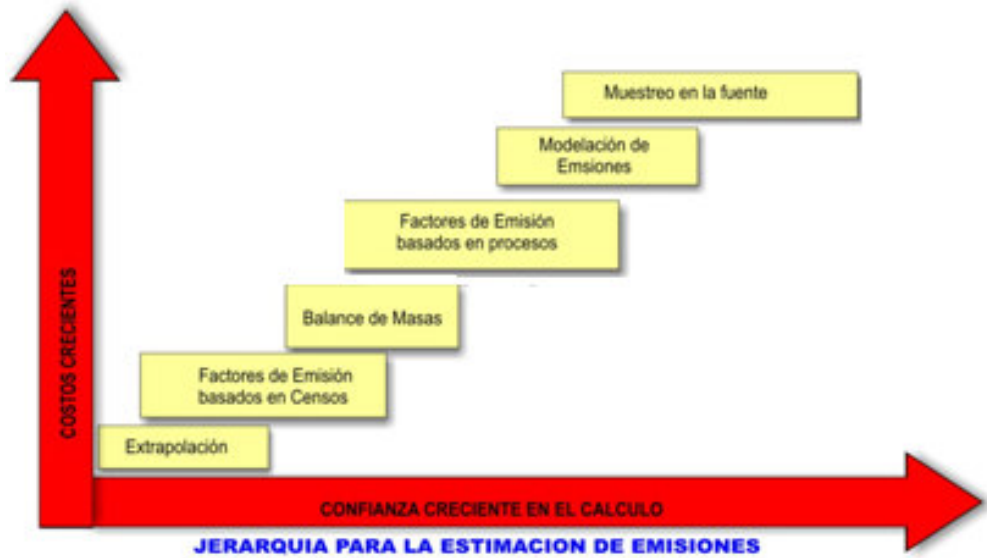 Muestreo en la fuente
Modelación de
Emsiones
Factores de Emisión
basados en procesos
Balance de Masas
Factores de Emisión
basados en Censos
Extrapolación
COSTOS CRECIENTES
CONFIANZA CRECIENTE EN EL CALCULO
JERARQUIA PARA LA ESTIMACION DE EMISIONES